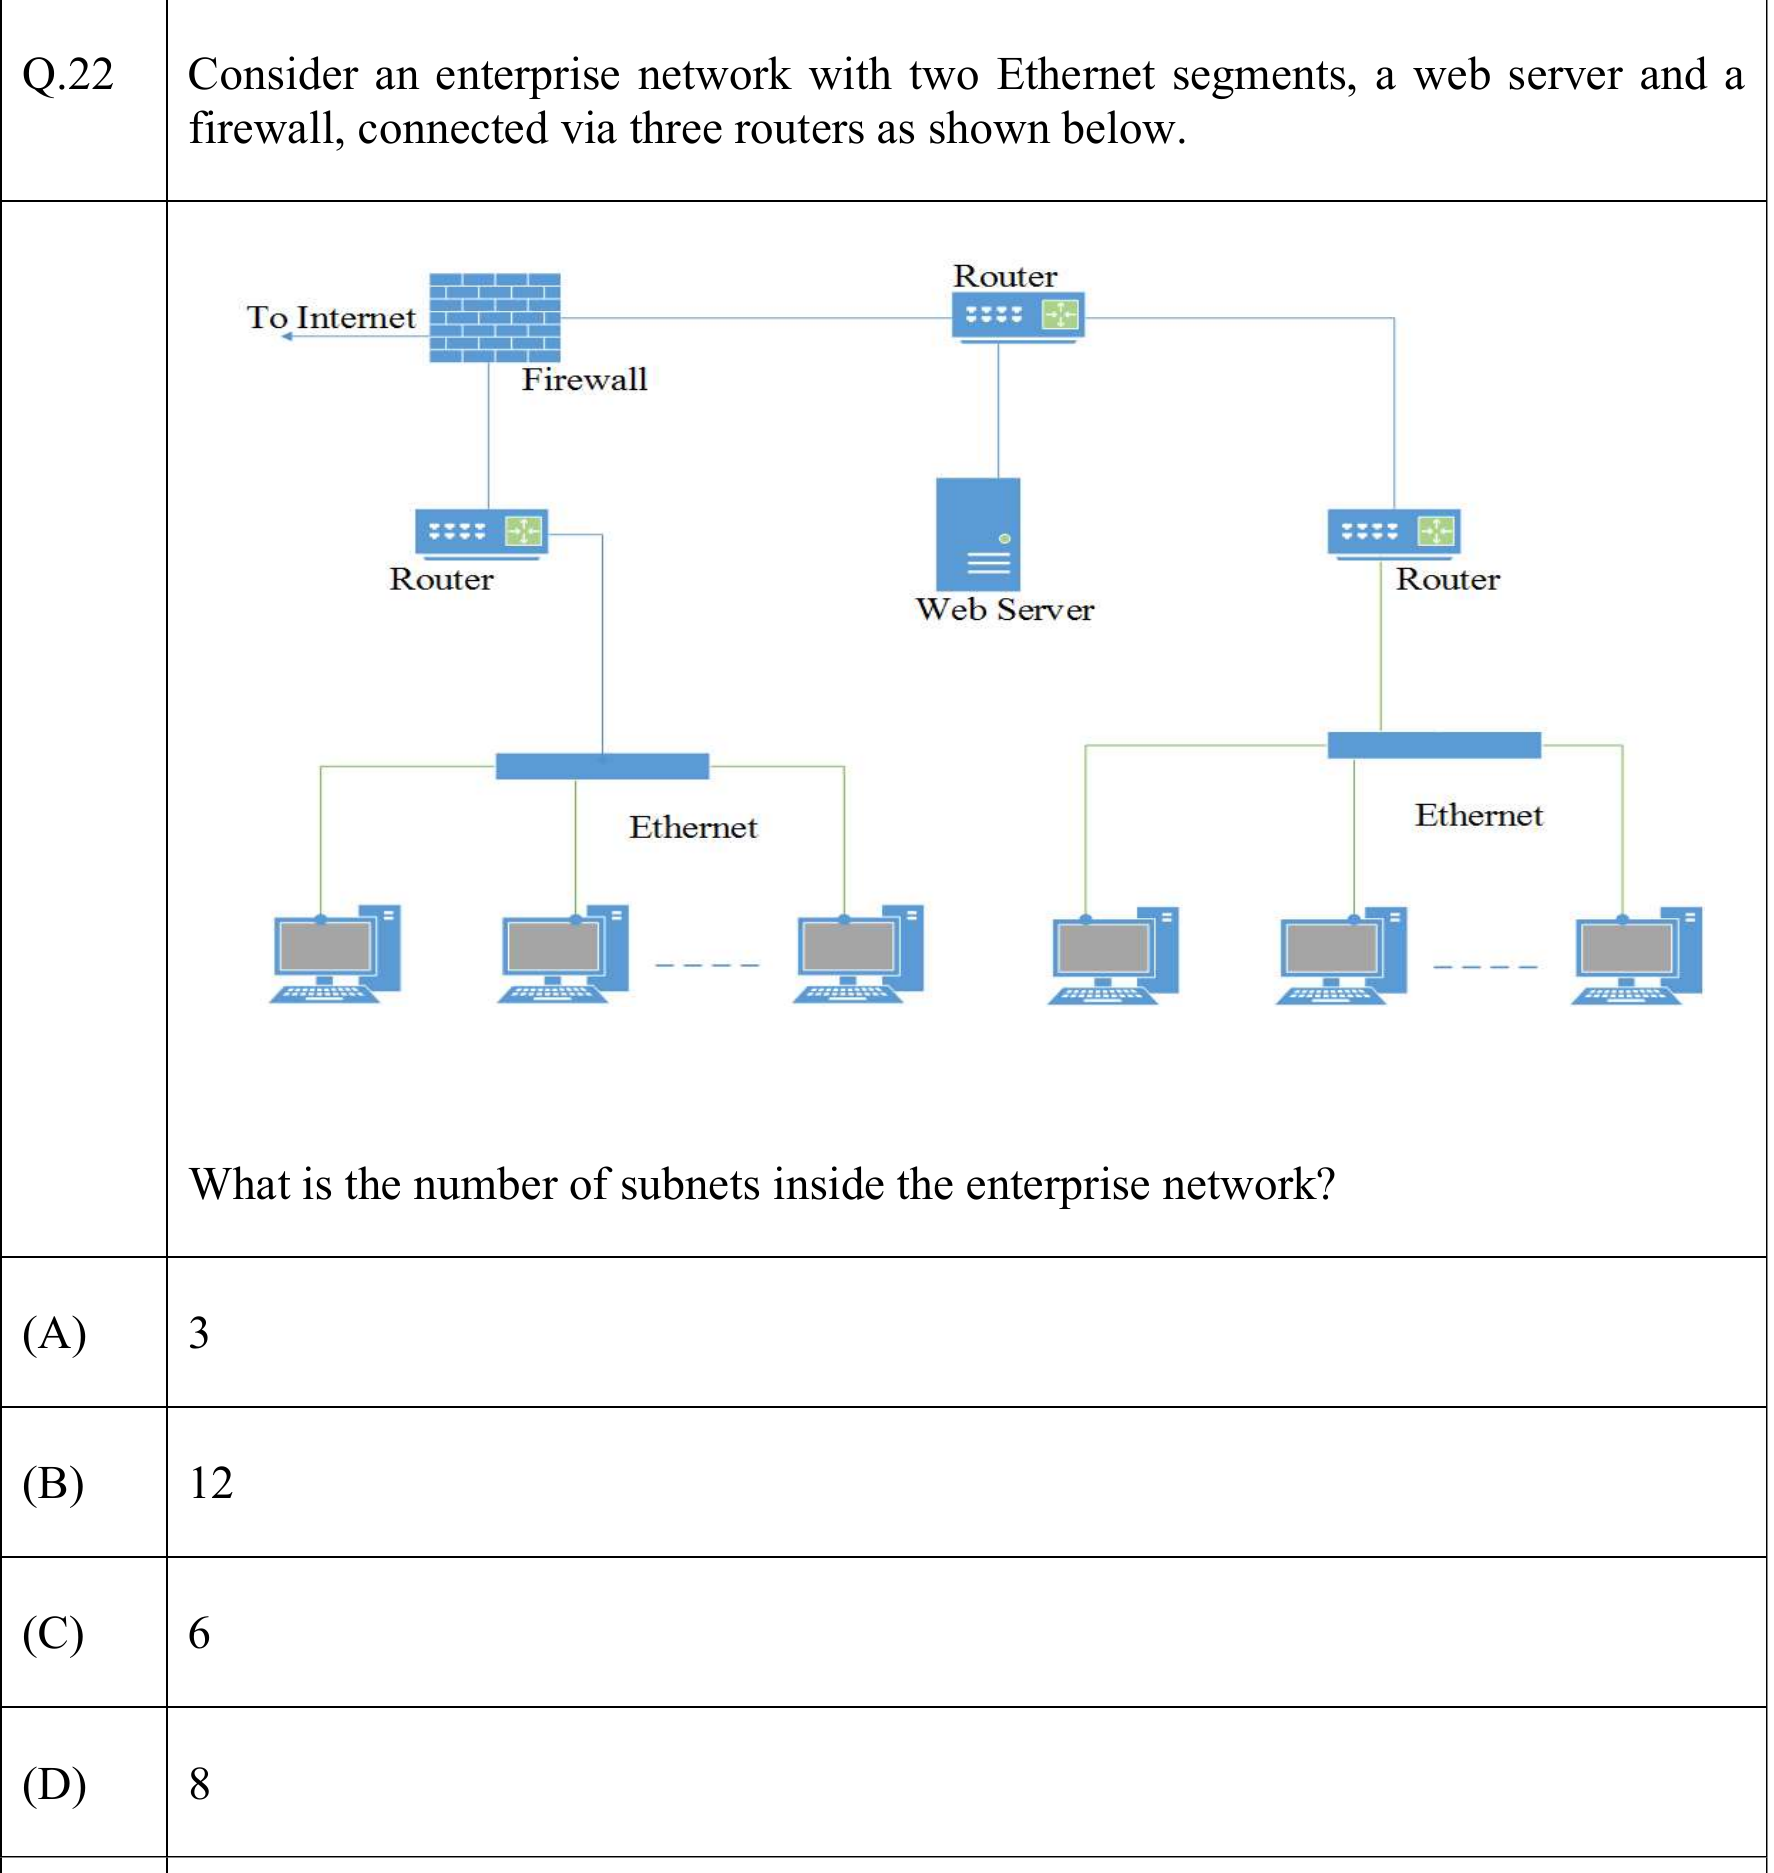 Q.22
Consider an enterprise network with two Ethernet segments, a web server and a
firewall, connected via three routers as shown below.
Router
To Internet
Firewall
Router
Web Server
Router
Ethernet
Ethernet
What is the number of subnets inside the enterprise network?
(A) 3
(B) 12
(C) 6
(D) 8